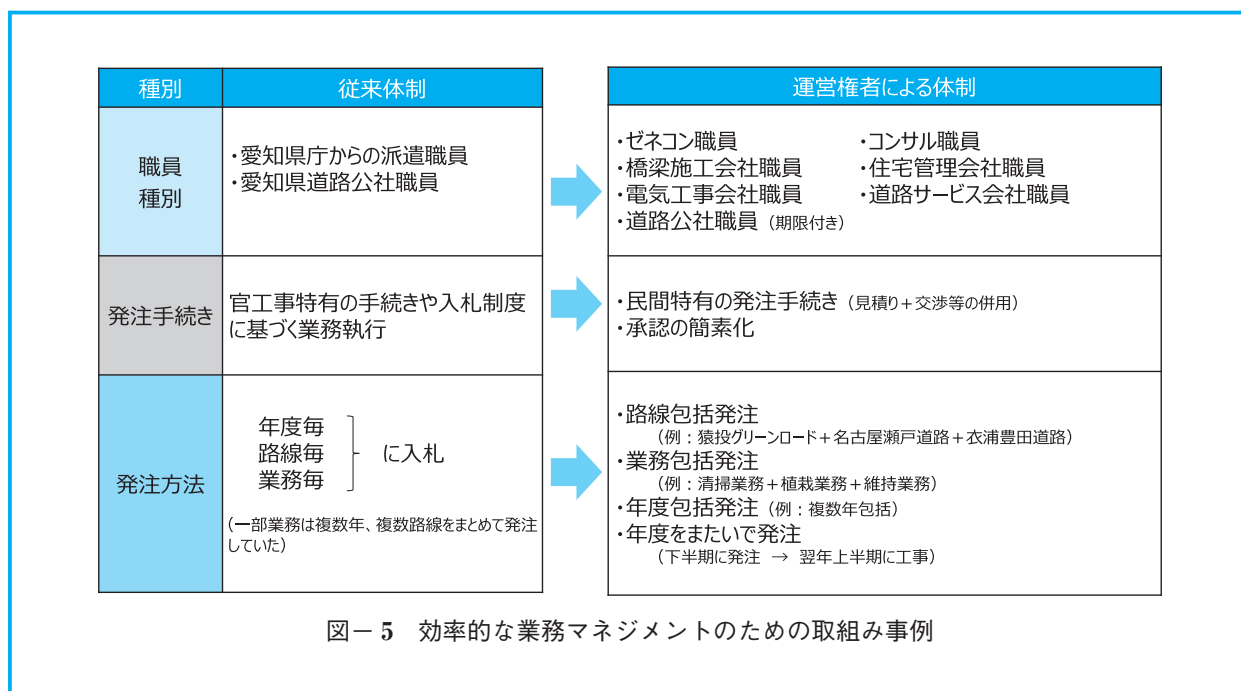 種別
従来体制
運営権者による体制
職員
種別
・愛知県庁からの派遣職員
・愛知県道路公社職員
・ゼネコン職員
・コンサル職員
・橋梁施工会社職員
・住宅管理会社職員
・電気工事会社職員
・道路サービス会社職員
・道路公社職員（期限付き）
発注手続き
官工事特有の手続きや入札制度
に基づく業務執行
・民間特有の発注手続き（見積り＋交渉等の併用）
・承認の簡素化
発注方法
年度毎
路線毎
業務毎
に入札
（一部業務は複数年、複数路線をまとめて発注
していた）
・路線包括発注
（例：猿投グリーンロード＋名古屋瀬戸道路＋衣浦豊田道路）
・業務包括発注
（例：清掃業務＋植栽業務＋維持業務）
・年度包括発注（例：複数年包括）
・年度をまたいで発注
（下半期に発注 → 翌年上半期に工事）
図－5 効率的な業務マネジメントのための取組み事例